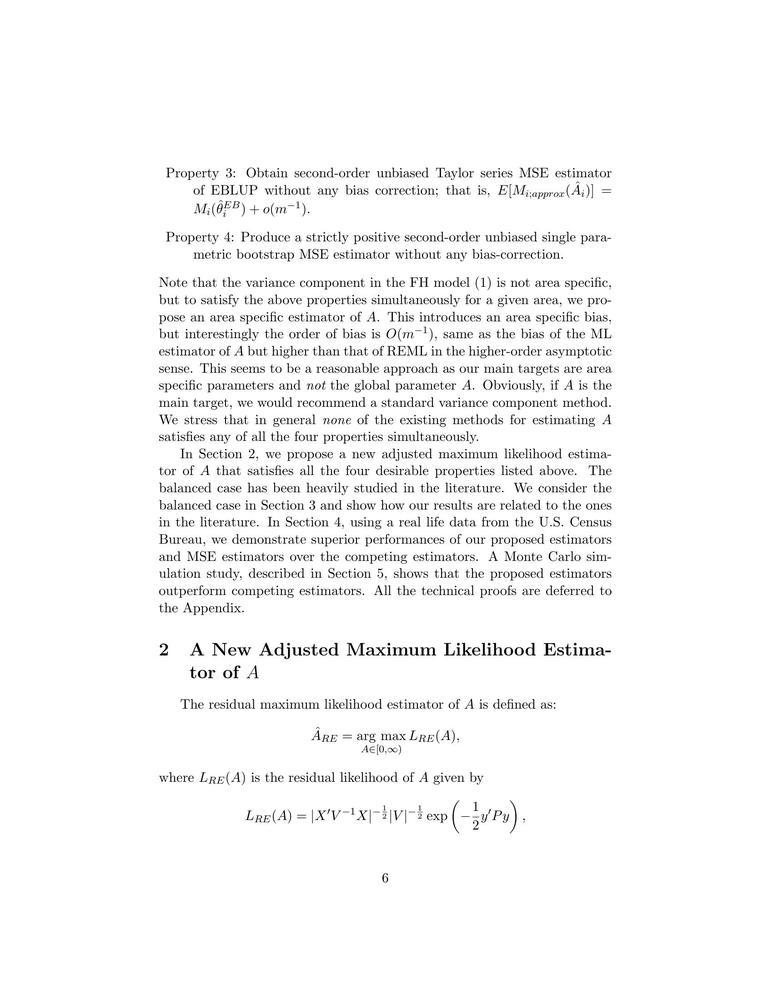 Property 3: Obtain second-order unbiased Taylor series MSE estimator
of EBLUP without any bias correction; that is, $E[M_{i;approx}(\hat{A}_i)] =$
$M_i(\hat{\theta}_i^{EB}) + o(m^{-1})$.
Property 4: Produce a strictly positive second-order unbiased single para-
metric bootstrap MSE estimator without any bias-correction.
Note that the variance component in the FH model (1) is not area specific,
but to satisfy the above properties simultaneously for a given area, we pro-
pose an area specific estimator of $A$. This introduces an area specific bias,
but interestingly the order of bias is $O(m^{-1})$, same as the bias of the ML
estimator of $A$ but higher than that of REML in the higher-order asymptotic
sense. This seems to be a reasonable approach as our main targets are area
specific parameters and not the global parameter $A$. Obviously, if $A$ is the
main target, we would recommend a standard variance component method.
We stress that in general none of the existing methods for estimating $A$
satisfies any of all the four properties simultaneously.
In Section 2, we propose a new adjusted maximum likelihood estima-
tor of $A$ that satisfies all the four desirable properties listed above. The
balanced case has been heavily studied in the literature. We consider the
balanced case in Section 3 and show how our results are related to the ones
in the literature. In Section 4, using a real life data from the U.S. Census
Bureau, we demonstrate superior performances of our proposed estimators
and MSE estimators over the competing estimators. A Monte Carlo sim-
ulation study, described in Section 5, shows that the proposed estimators
outperform competing estimators. All the technical proofs are deferred to
the Appendix.
2 A New Adjusted Maximum Likelihood Estima-
tor of $A$
The residual maximum likelihood estimator of $A$ is defined as:
$\hat{A}_{RE} = \arg\max_{A \in [0,\infty)} L_{RE}(A),$
where $L_{RE}(A)$ is the residual likelihood of $A$ given by
$L_{RE}(A) = |X'V^{-1}X|^{-\frac{1}{2}} |V|^{-\frac{1}{2}} \exp\left(-\frac{1}{2} y'Py\right),$
6